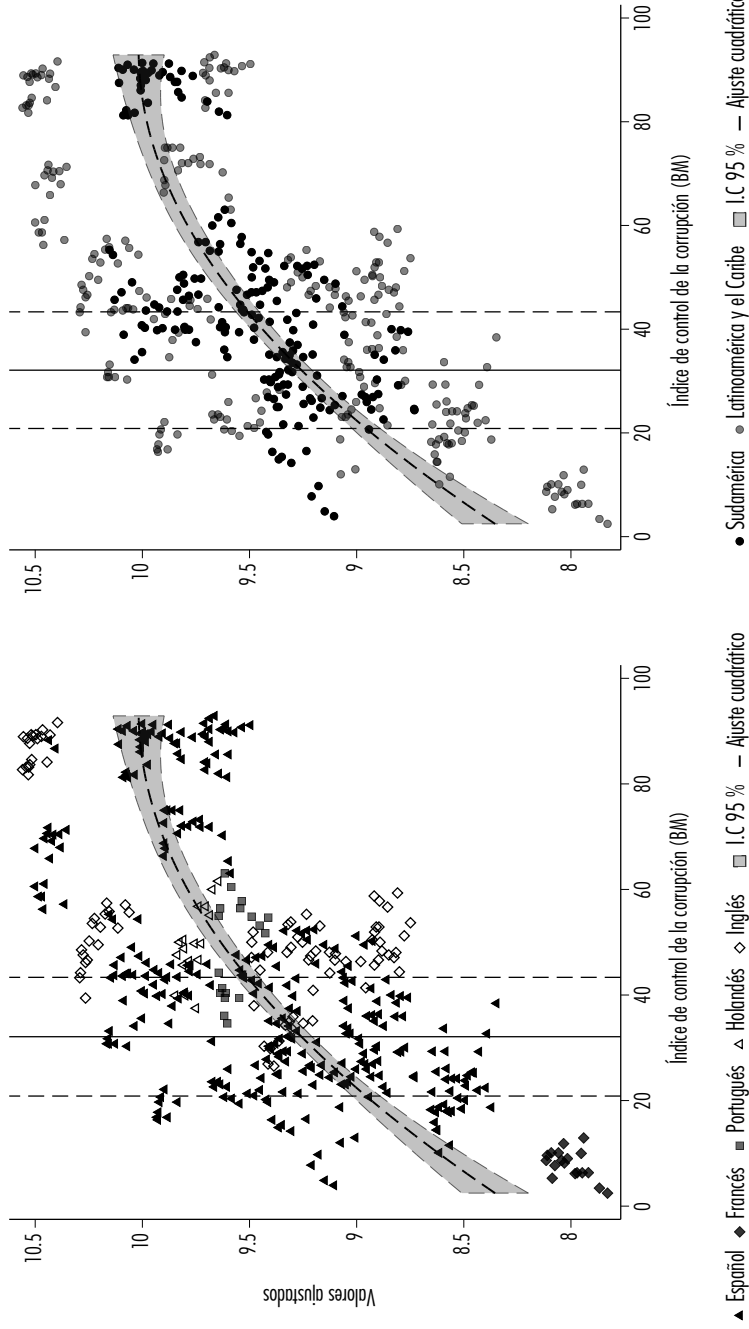 Valores ajustados
10.5
10
9.5
9
8.5
8
0 20 40 60 80 100
Índice de control de la corrupción (BM)
Español Francés Portugués Holandés Inglés I.C 95 % Ajuste cuadrático
10.5
10
9.5
9
8.5
8
0 20 40 60 80 100
Índice de control de la corrupción (BM)
Sudamérica Latinoamérica y el Caribe I.C 95 % Ajuste cuadrático